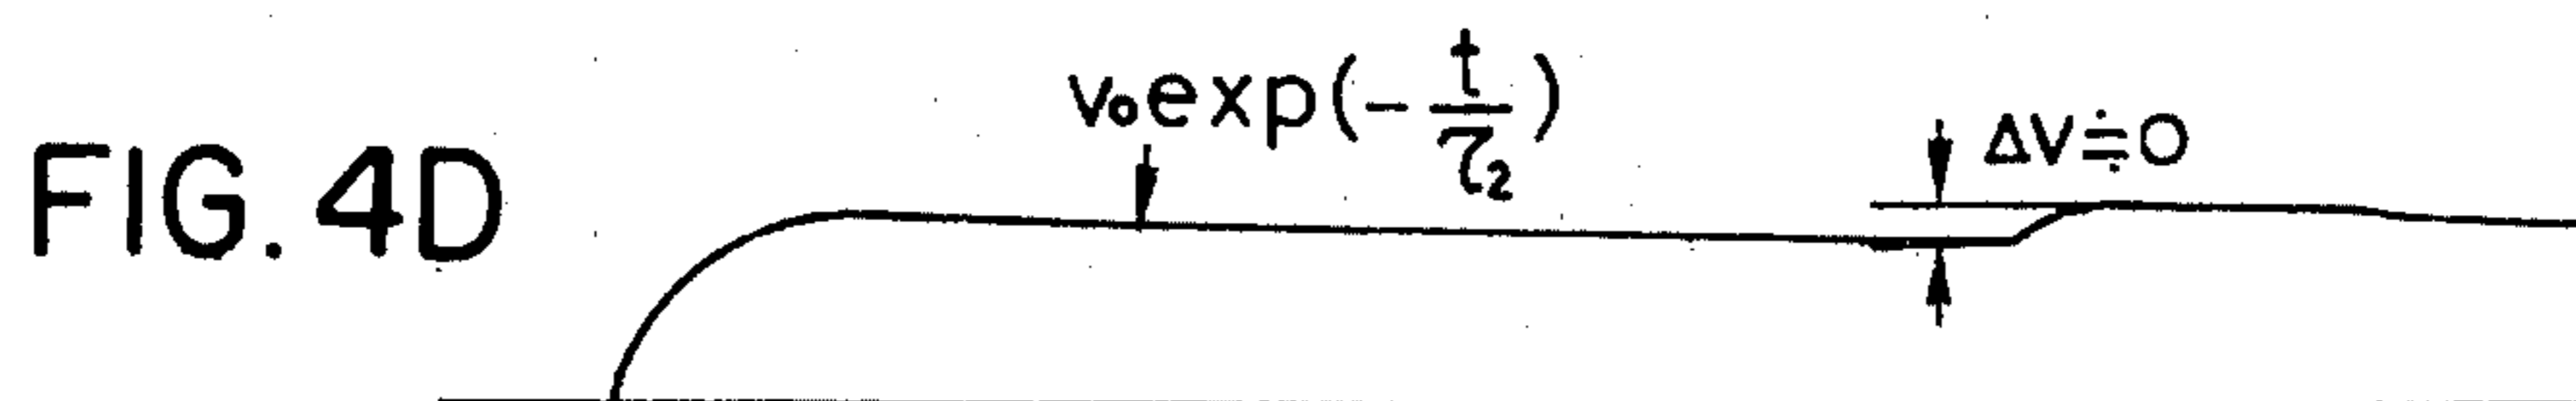 FIG. 4D
v₀exp(-t/τ₂)
ΔV≑0